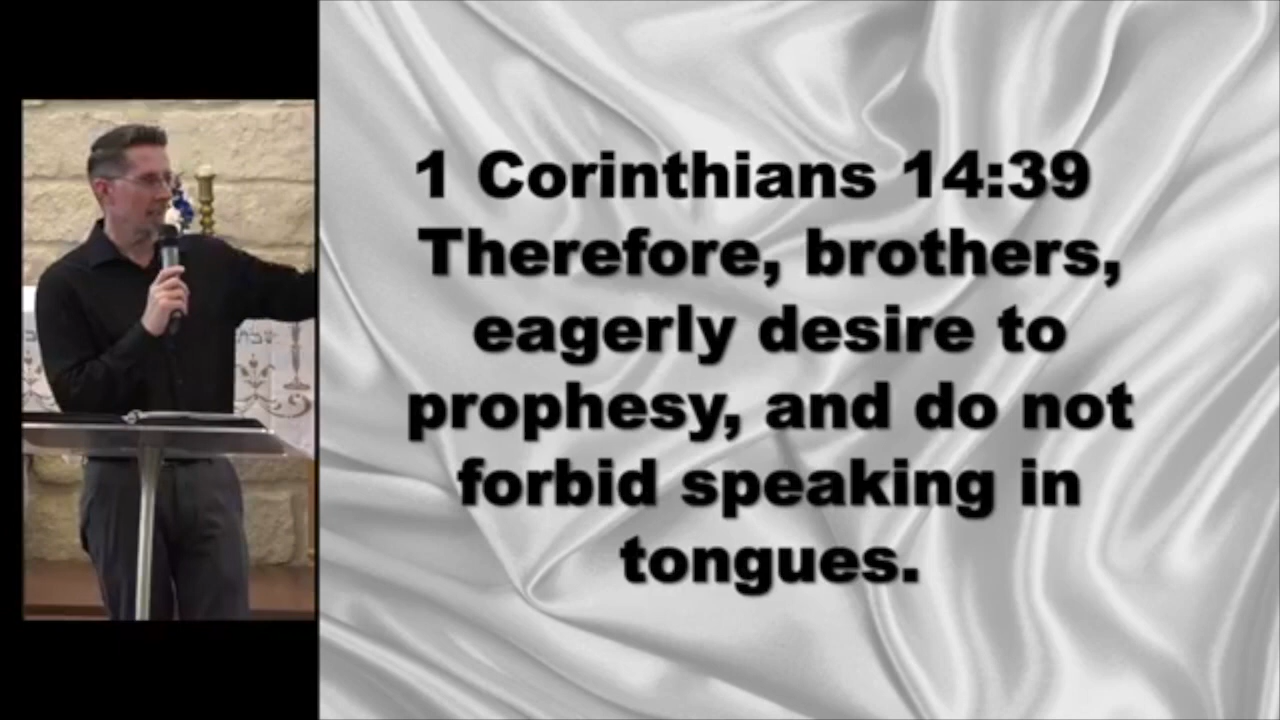 1 Corinthians 14:39
Therefore, brothers,
eagerly desire to
prophesy, and do not
forbid speaking in
tongues.